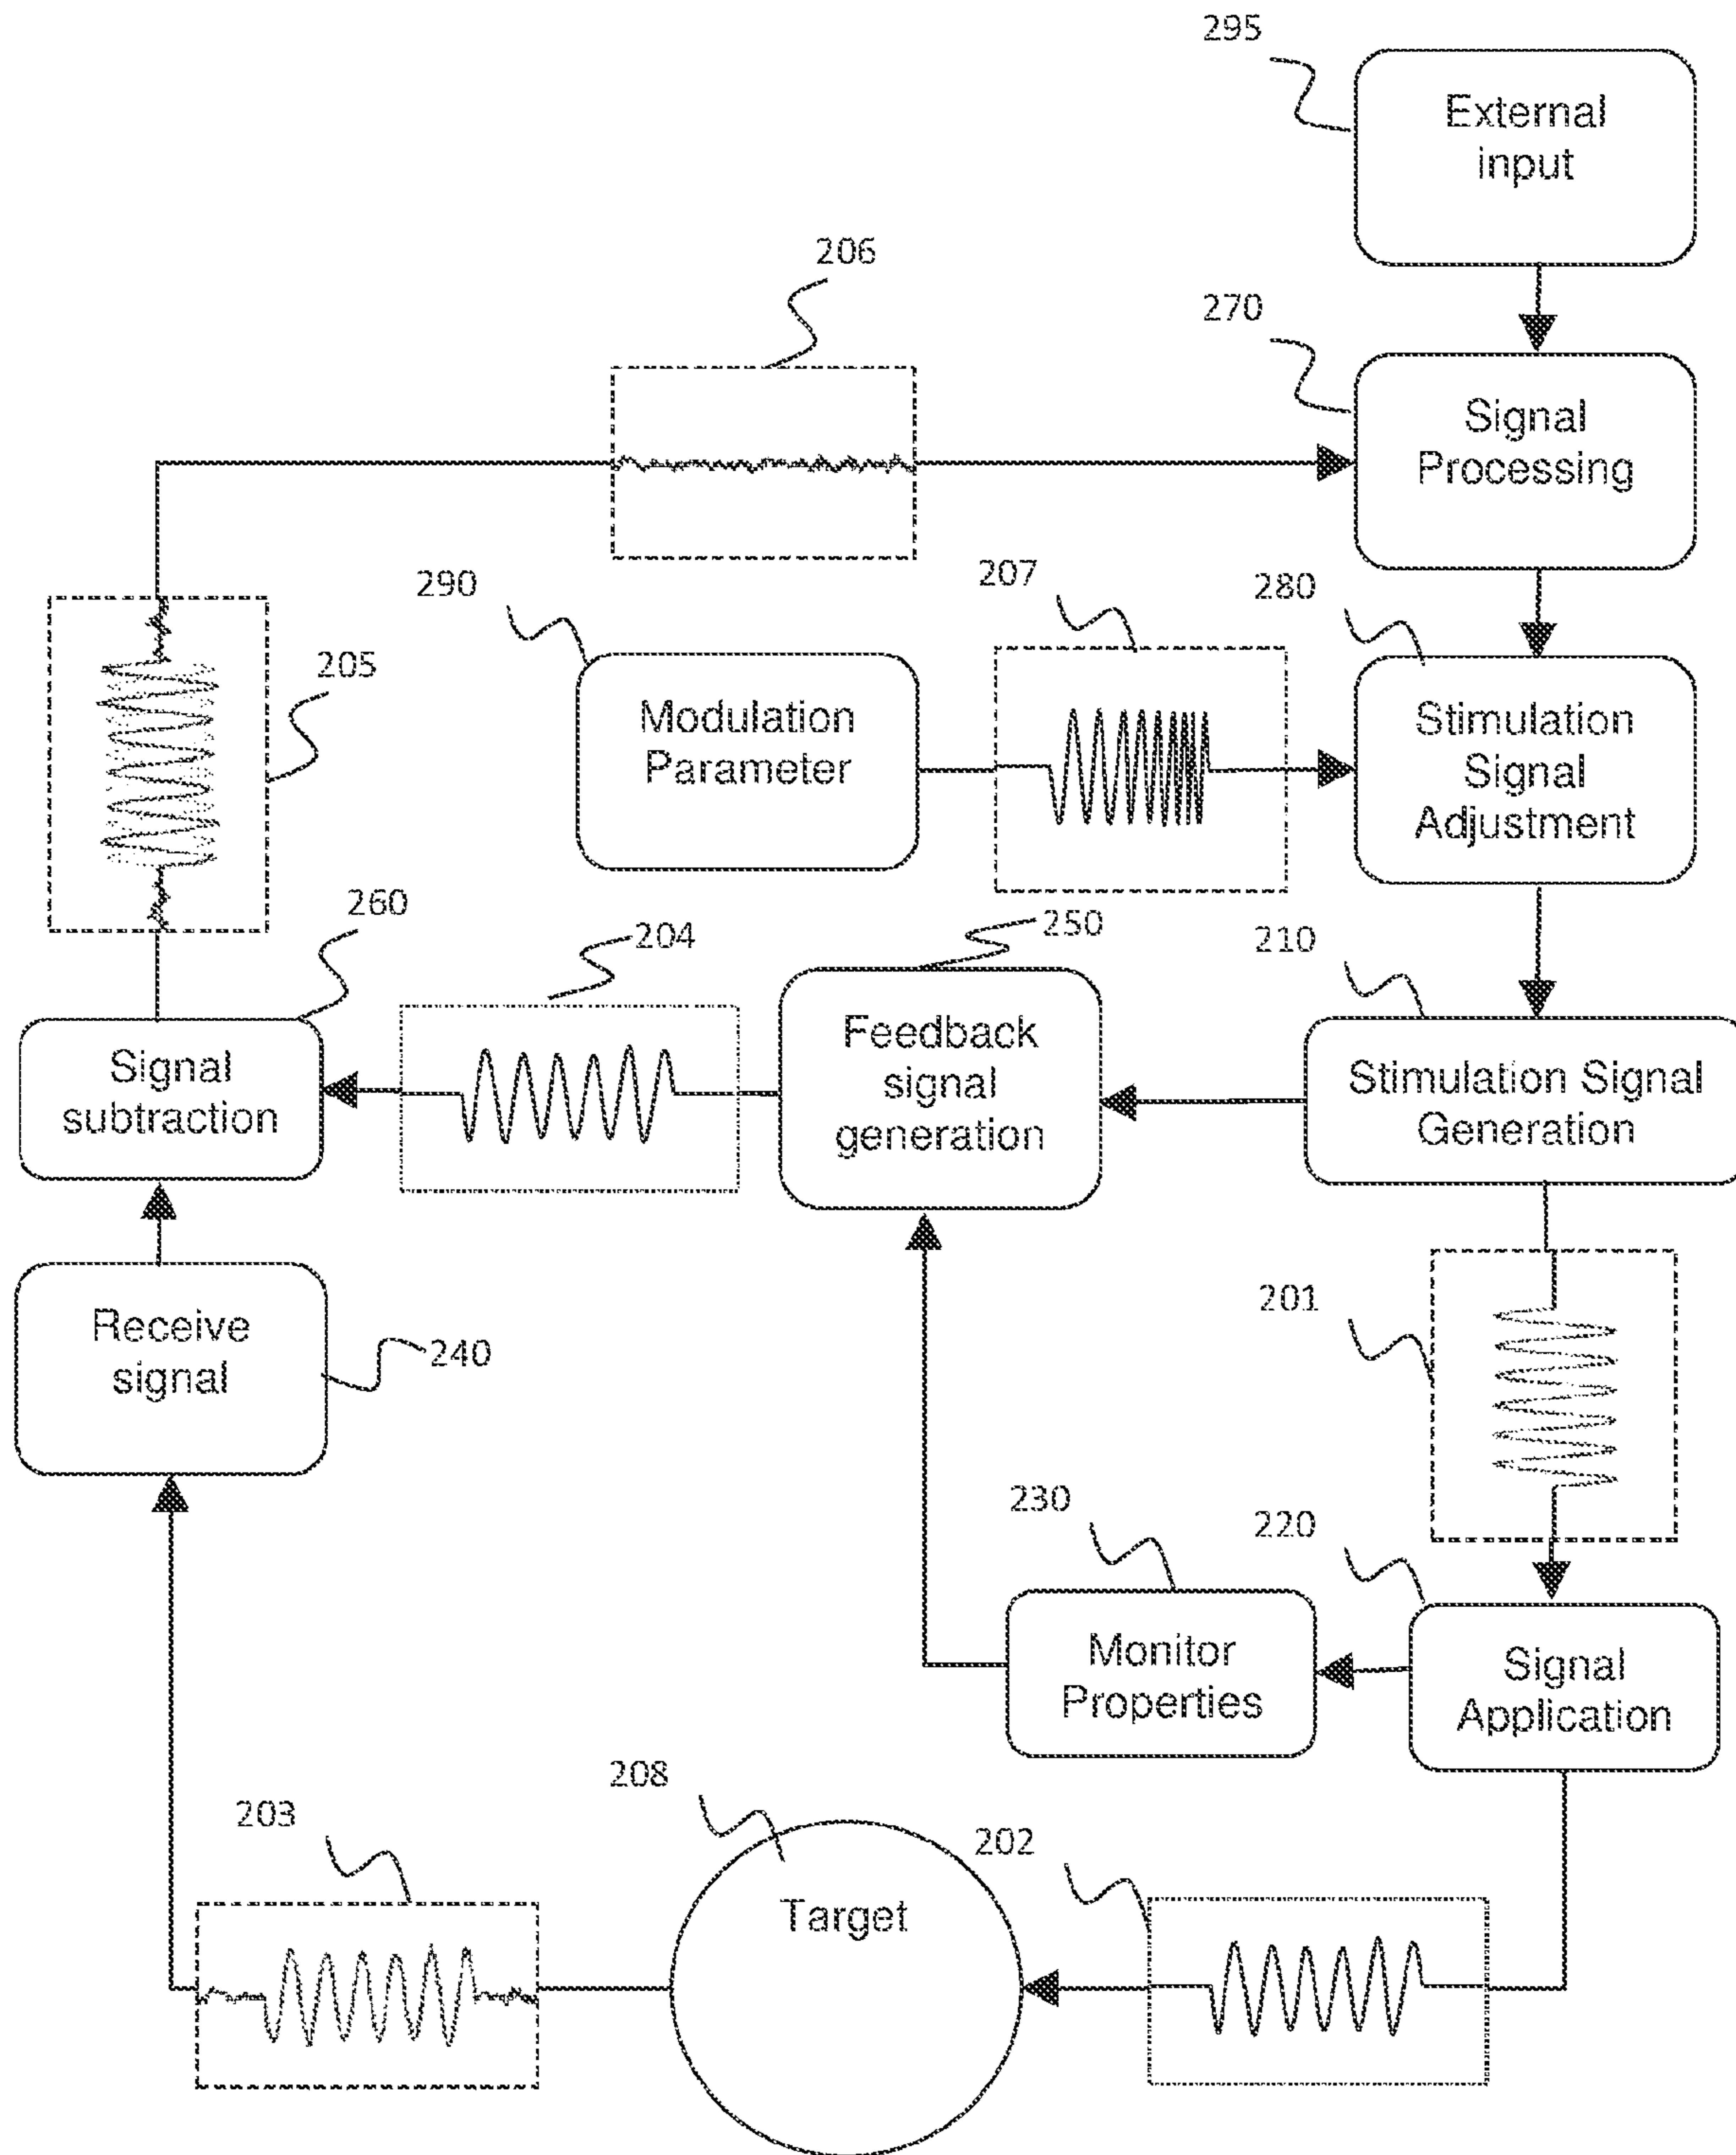 295
External
input
206
270
Signal
Processing
290
207
280
205
Modulation
Parameter
Stimulation
Signal
Adjustment
260
204
250
210
Signal
subtraction
Feedback
signal
generation
Stimulation Signal
Generation
201
Receive
signal
240
230
220
Monitor
Properties
Signal
Application
203
208
202
Target